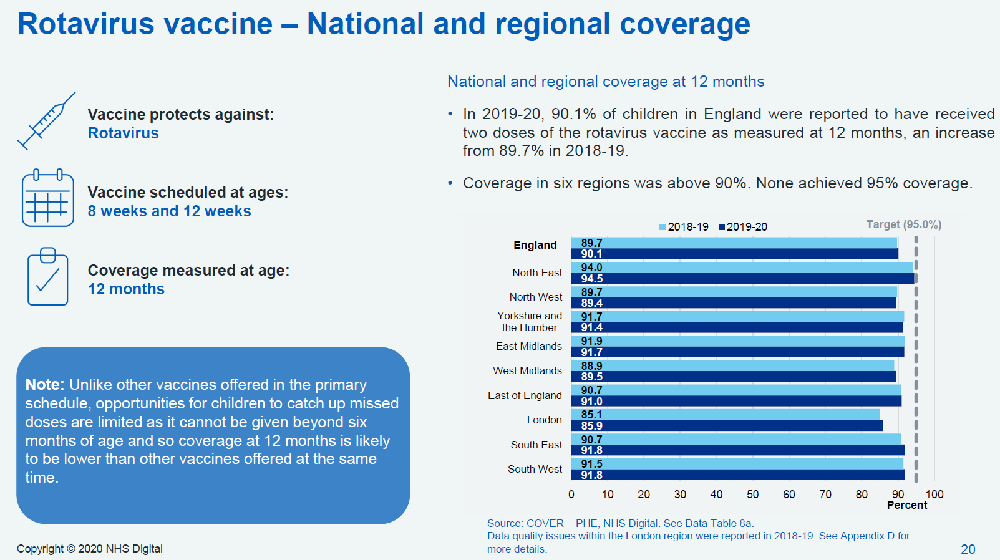 Rotavirus vaccine – National and regional coverage
Vaccine protects against:
Rotavirus
Vaccine scheduled at ages:
8 weeks and 12 weeks
Coverage measured at age:
12 months
Note: Unlike other vaccines offered in the primary
schedule, opportunities for children to catch up missed
doses are limited as it cannot be given beyond six
months of age and so coverage at 12 months is likely
to be lower than other vaccines offered at the same
time.
National and regional coverage at 12 months
• In 2019-20, 90.1% of children in England were reported to have received
two doses of the rotavirus vaccine as measured at 12 months, an increase
from 89.7% in 2018-19.
• Coverage in six regions was above 90%. None achieved 95% coverage.
2018-19 2019-20 Target (95.0%)
England 89.7
90.1
North East 94.0
94.5
North West 89.7
89.4
Yorkshire and
the Humber 91.7
91.4
East Midlands 91.9
91.7
West Midlands 88.9
89.5
East of England 90.7
91.0
London 85.1
85.9
South East 90.7
91.8
South West 91.5
91.8
0 10 20 30 40 50 60 70 80 90 100
Percent
Source: COVER – PHE, NHS Digital. See Data Table 8a.
Data quality issues within the London region were reported in 2018-19. See Appendix D for
more details.
Copyright © 2020 NHS Digital
20